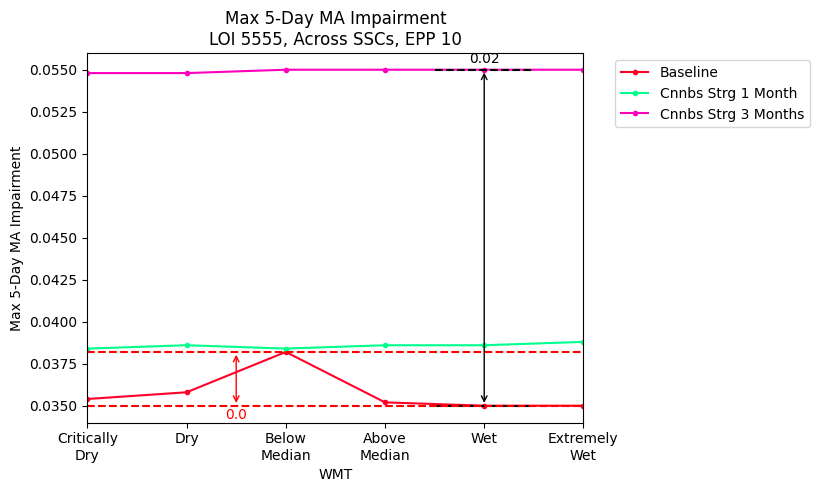 Max 5-Day MA Impairment
LOI 5555, Across SSCs, EPP 10
0.02
Baseline
Cnnbs Strg 1 Month
Cnnbs Strg 3 Months
0.0550
0.0525
0.0500
0.0475
0.0450
0.0425
0.0400
0.0375
0.0350
Max 5-Day MA Impairment
0.0
Critically
Dry
Dry
Below
Median
Above
Median
Wet
Extremely
Wet
WMT